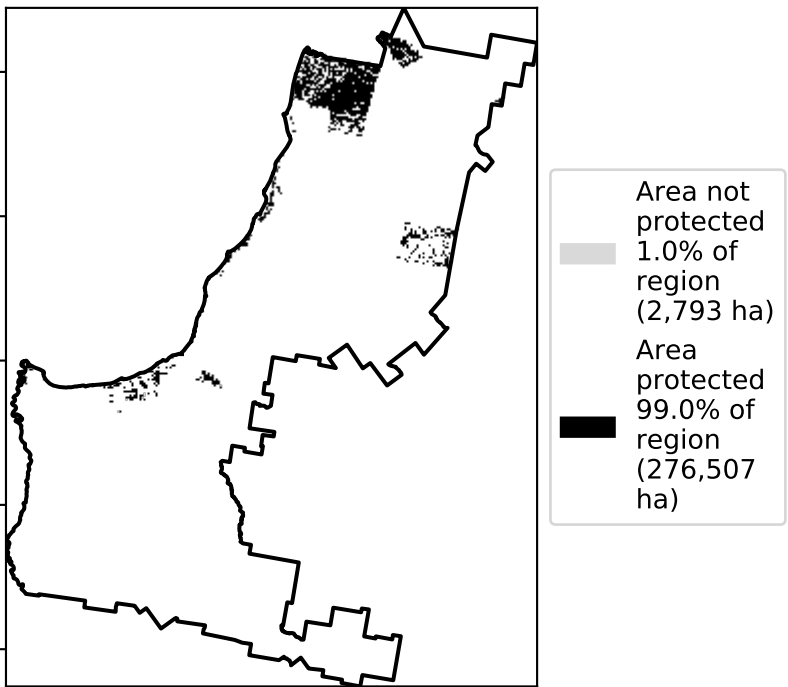 Area not
protected
1.0% of
region
(2,793 ha)
Area
protected
99.0% of
region
(276,507
ha)